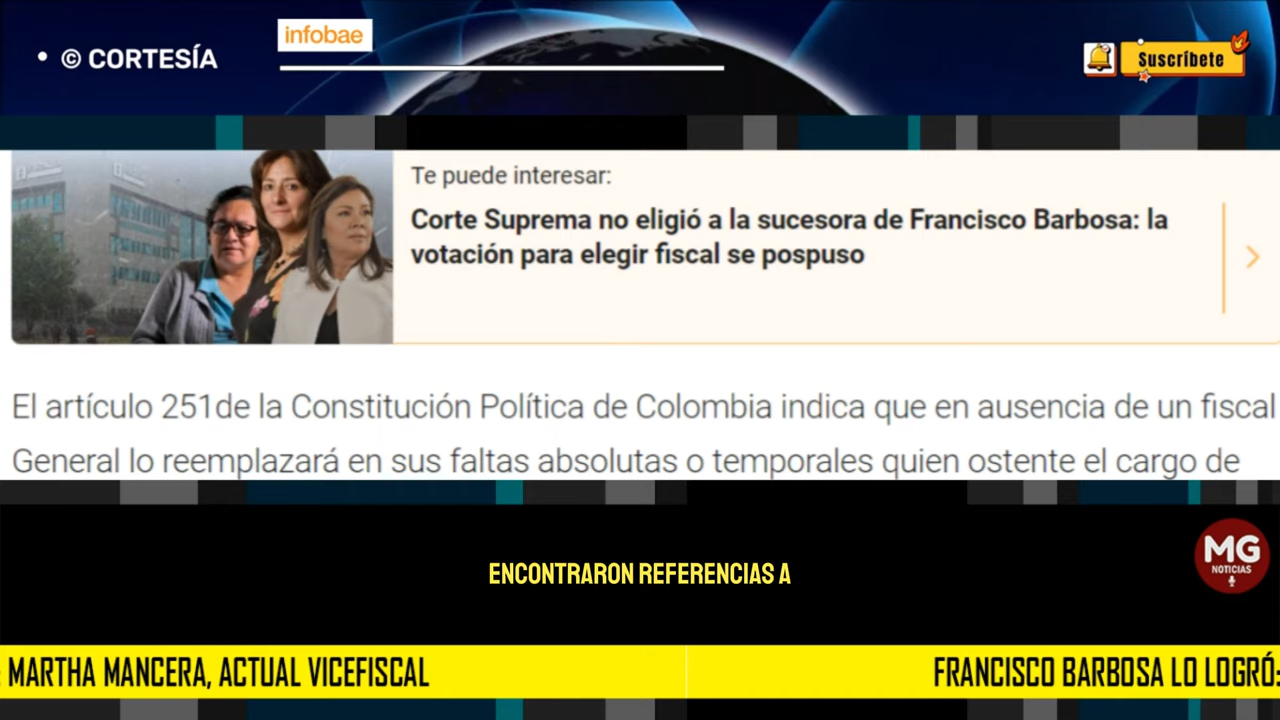 • © CORTESÍA
infobae
Suscríbete
Te puede interesar:
Corte Suprema no eligió a la sucesora de Francisco Barbosa: la
votación para elegir fiscal se pospuso
El artículo 251de la Constitución Política de Colombia indica que en ausencia de un fiscal
General lo reemplazará en sus faltas absolutas o temporales quien ostente el cargo de
ENCONTRARON REFERENCIAS A
MG
NOTICIAS
: MARTHA MANCERA, ACTUAL VICEFISCAL
FRANCISCO BARBOSA LO LOGRÓ: